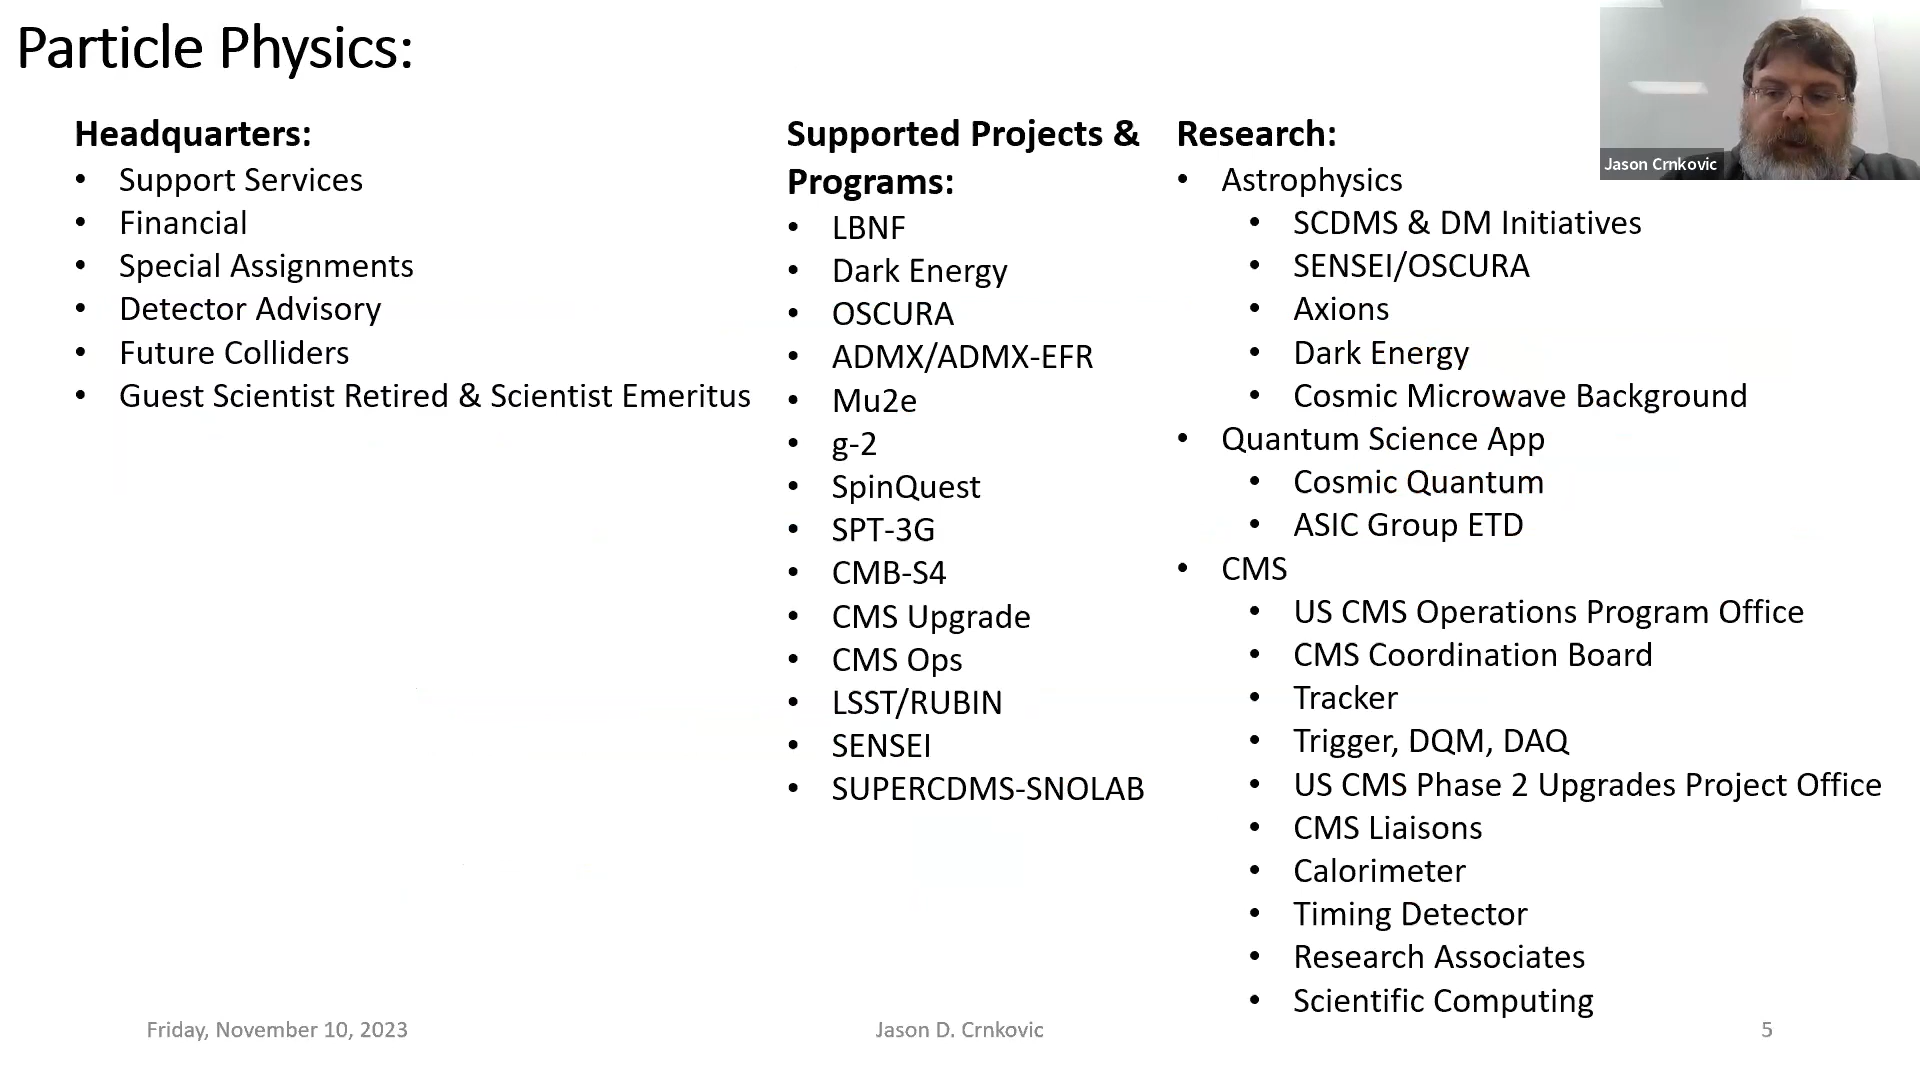 Particle Physics:
Headquarters:
• Support Services
• Financial
• Special Assignments
• Detector Advisory
• Future Colliders
• Guest Scientist Retired & Scientist Emeritus
Supported Projects &
Programs:
• LBNF
• Dark Energy
• OSCURA
• ADMX/ADMX-EFR
• Mu2e
• g-2
• SpinQuest
• SPT-3G
• CMB-S4
• CMS Upgrade
• CMS Ops
• LSST/RUBIN
• SENSEI
• SUPERCDMS-SNOLAB
Research:
• Astrophysics
• SCDMS & DM Initiatives
• SENSEI/OSCURA
• Axions
• Dark Energy
• Cosmic Microwave Background
• Quantum Science App
• Cosmic Quantum
• ASIC Group ETD
• CMS
• US CMS Operations Program Office
• CMS Coordination Board
• Tracker
• Trigger, DQM, DAQ
• US CMS Phase 2 Upgrades Project Office
• CMS Liaisons
• Calorimeter
• Timing Detector
• Research Associates
• Scientific Computing
Jason Crnkovic
Friday, November 10, 2023
Jason D. Crnkovic
5